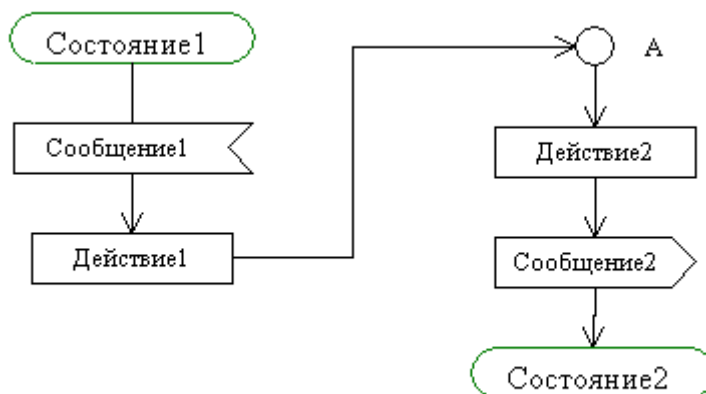 Состояние1
Сообщение1
Действие1
А
Действие2
Сообщение2
Состояние2